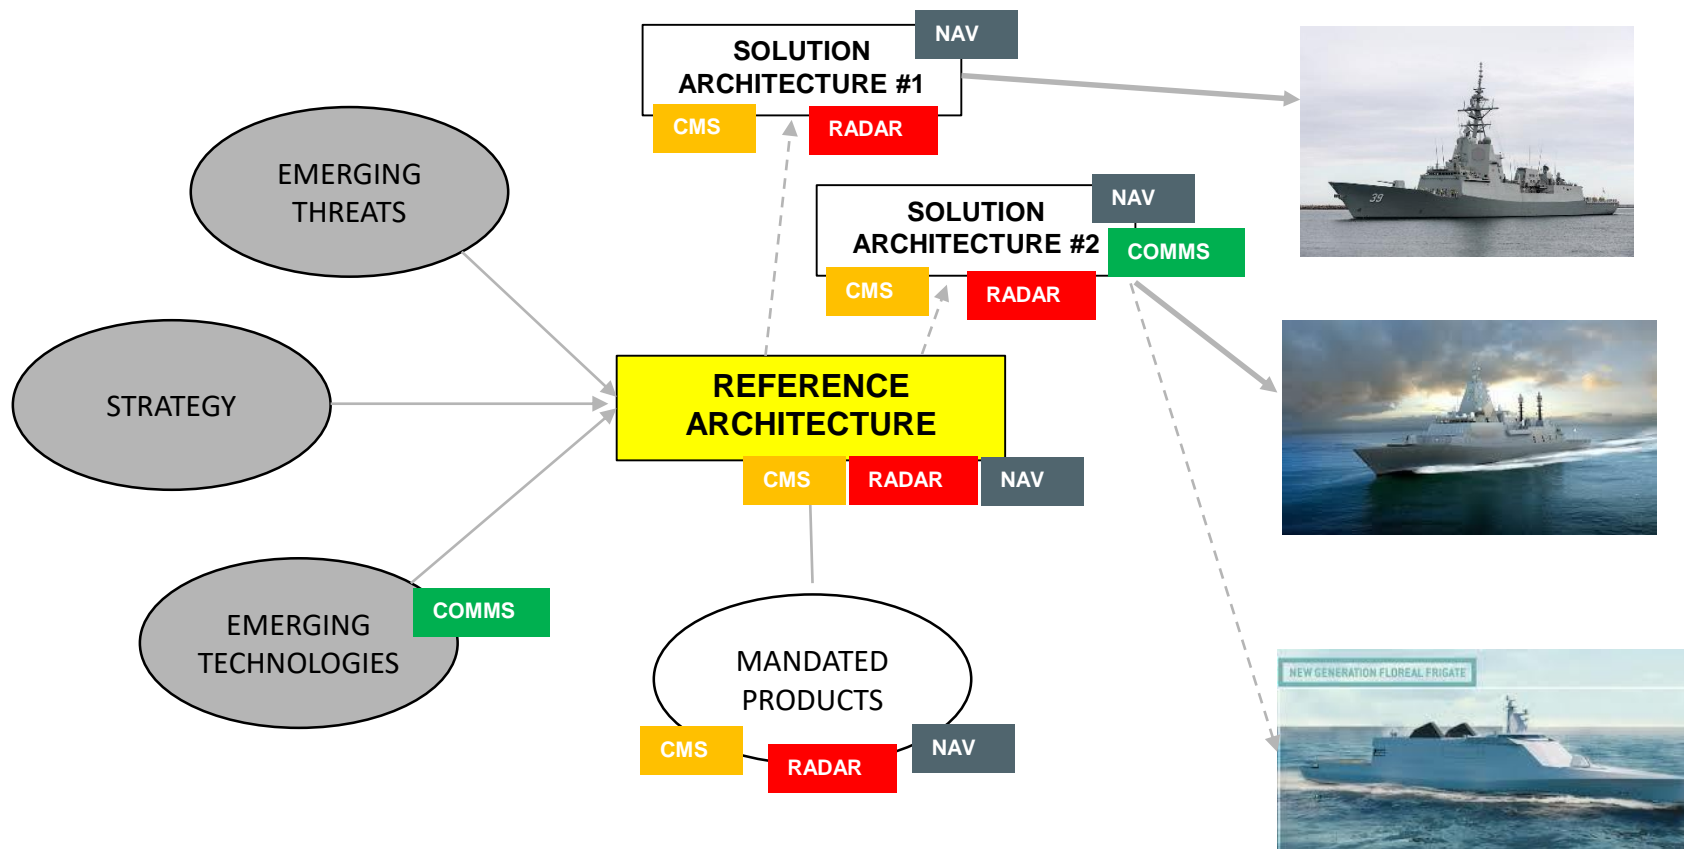 NAV
SOLUTION
ARCHITECTURE #1
CMS
RADAR
39
EMERGING
THREATS
NAV
SOLUTION
ARCHITECTURE #2
COMMS
CMS
RADAR
STRATEGY
REFERENCE
ARCHITECTURE
CMS
RADAR
NAV
EMERGING
TECHNOLOGIES
COMMS
MANDATED
PRODUCTS
CMS
RADAR
NAV
NEW GENERATION FLOREAL FRIGATE